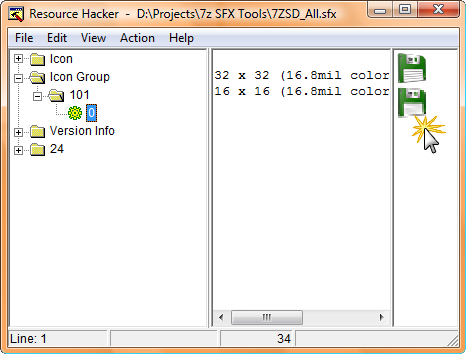 Resource Hacker - D:\Projects\7z SFX Tools\7ZSD_All.sfx
File Edit View Action Help
Icon
Icon Group
101
0
Version Info
24
32 x 32 (16.8mil color
16 x 16 (16.8mil color
Line: 1
34